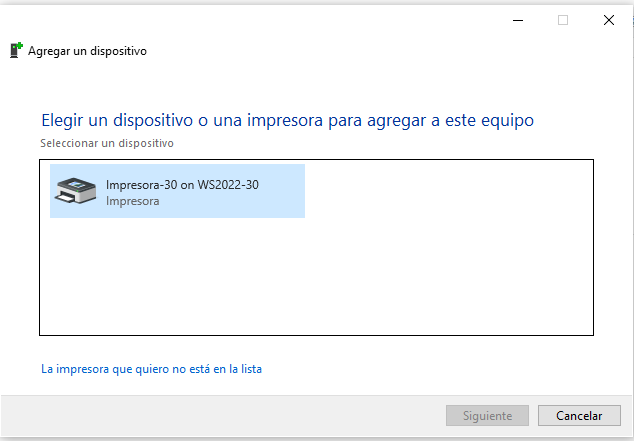 Agregar un dispositivo
Elegir un dispositivo o una impresora para agregar a este equipo
Seleccionar un dispositivo
Impresora-30 on WS2022-30
Impresora
La impresora que quiero no está en la lista
Siguiente
Cancelar